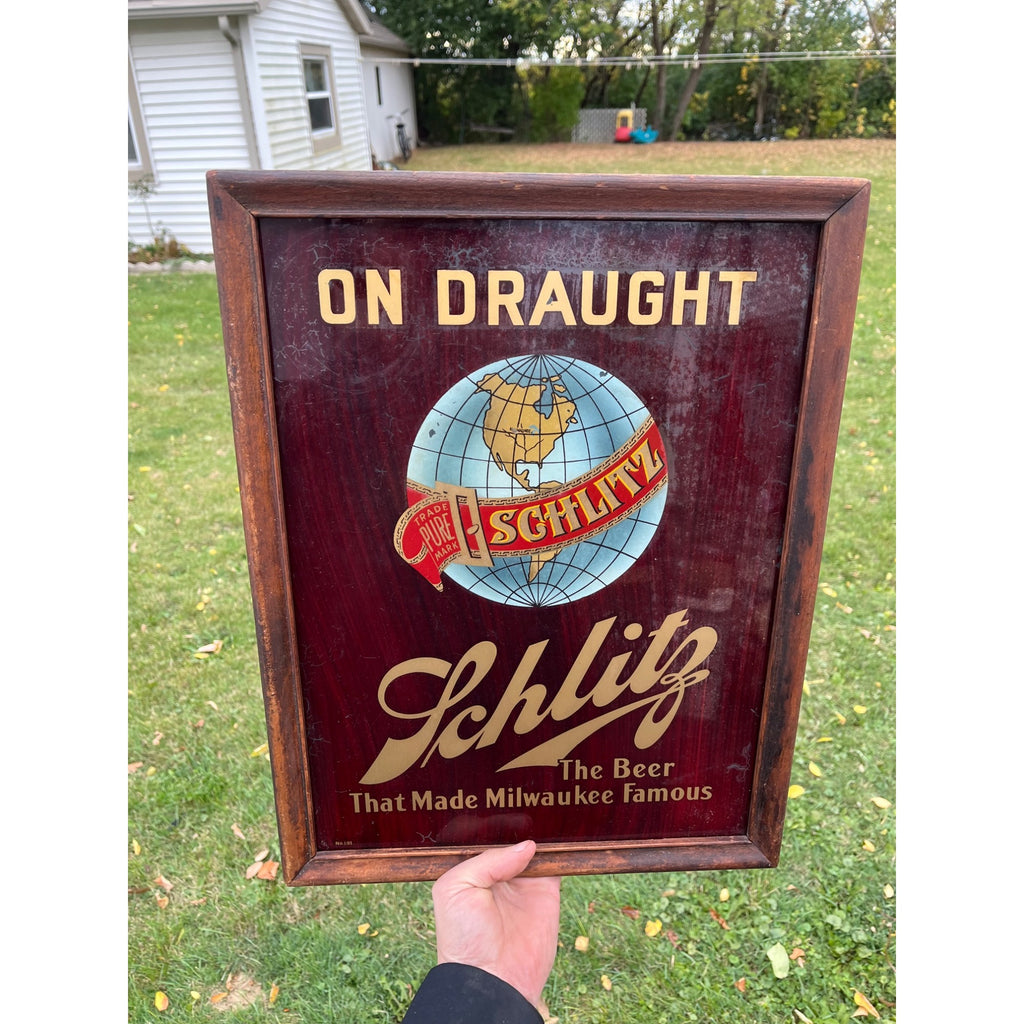 ON DRAUGHT
SCHLITZ
TRADE
PURE
MARK
Schlitz
The Beer
That Made Milwaukee Famous